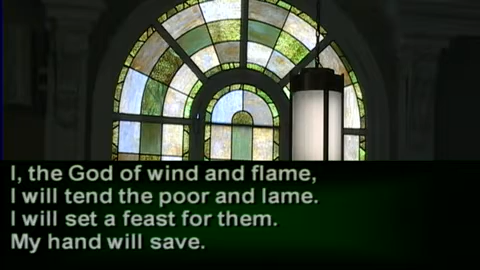 I, the God of wind and flame,
I will tend the poor and lame.
I will set a feast for them.
My hand will save.